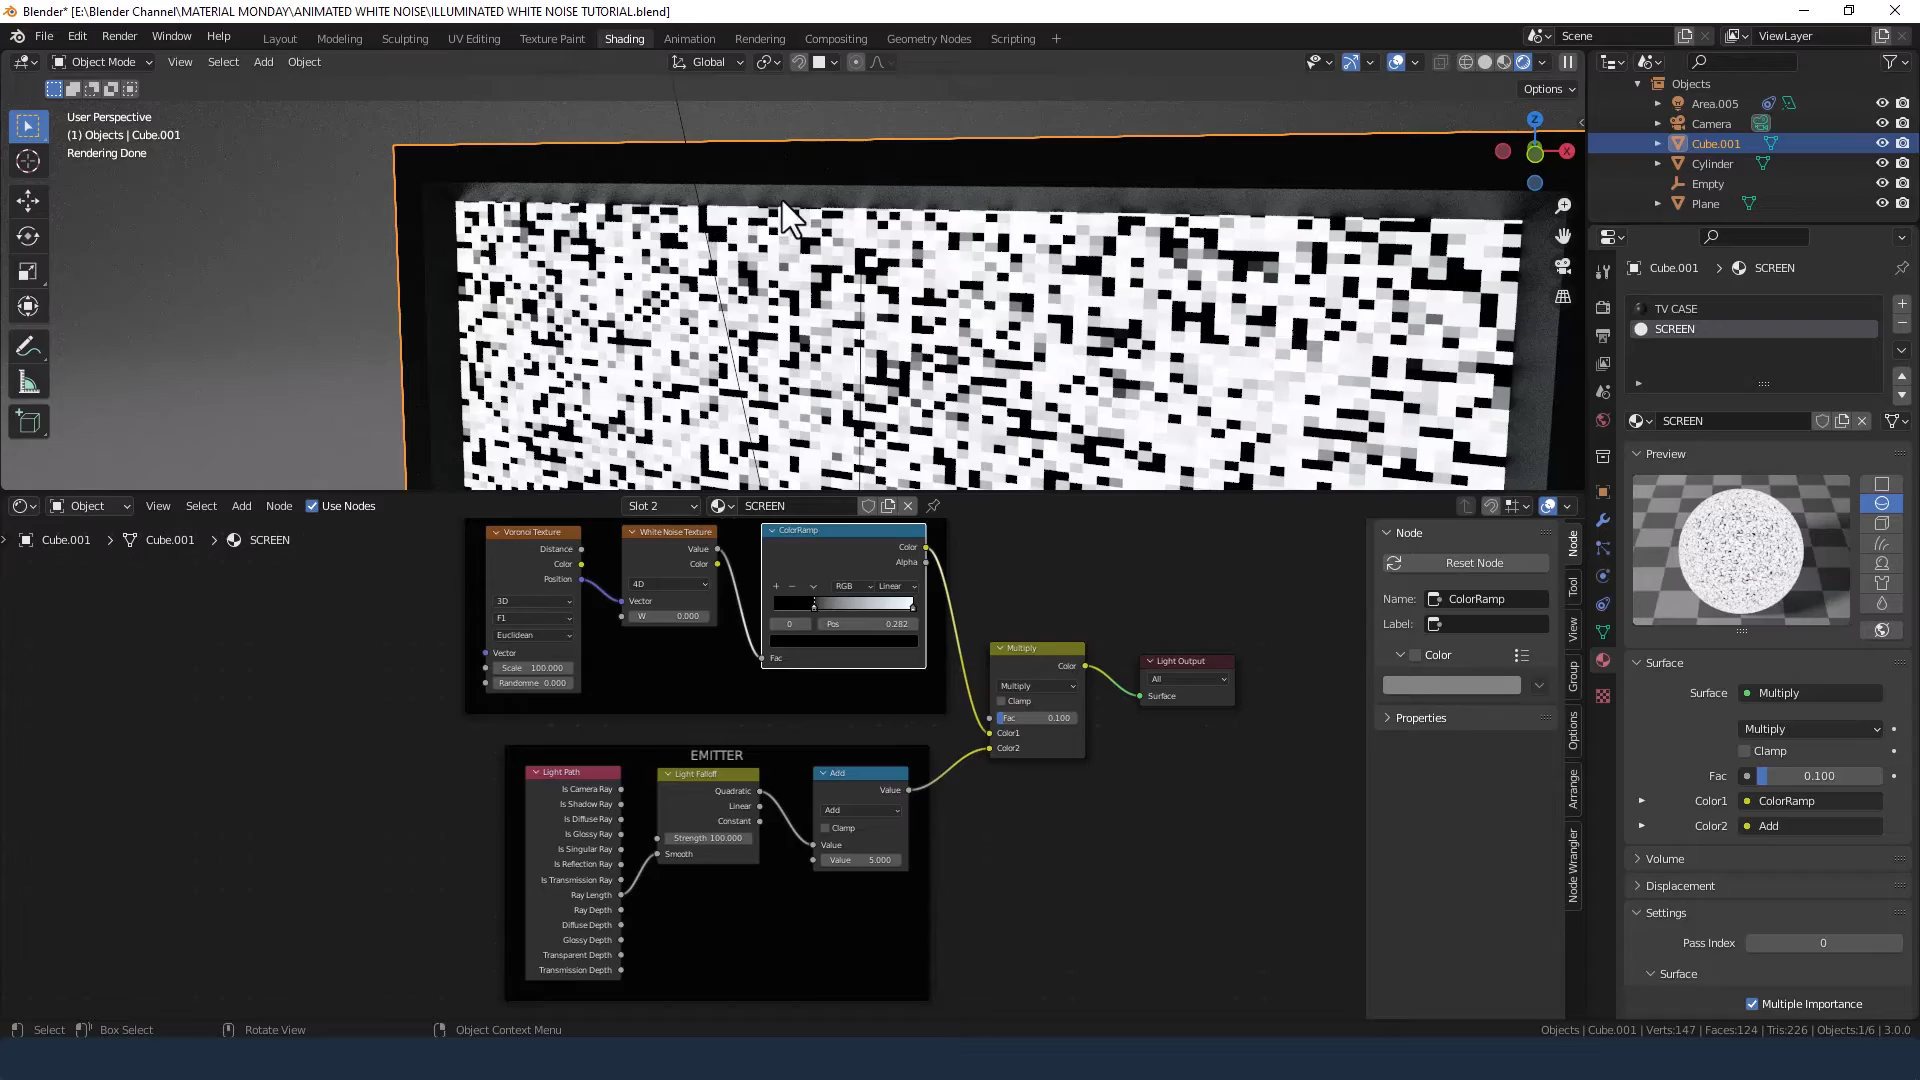 Blender* [E:\Blender Channel\MATERIAL MONDAY\ANIMATED WHITE NOISE\ILLUMINATED WHITE NOISE TUTORIAL.blend]
File Edit Render Window Help
Layout Modeling Sculpting UV Editing Texture Paint Shading Animation Rendering Compositing Geometry Nodes Scripting
Scene ViewLayer
Object Mode View Select Add Object
Global
Options
User Perspective
(1) Objects | Cube.001
Rendering Done
Z
X
Objects
Area.005
Camera
Cube.001
Cylinder
Empty
Plane
Cube.001 > SCREEN
TV CASE
SCREEN
SCREEN
Preview
Surface
Surface Multiply
Multiply
Clamp
Fac 0.100
Color1 ColorRamp
Color2 Add
Volume
Displacement
Settings
Pass Index 0
Surface
Multiple Importance
Object View Select Add Node Use Nodes
Slot 2 SCREEN
Cube.001 > Cube.001 > SCREEN
Voronoi Texture
Distance
Color
Position
3D
F1
Euclidean
Vector
Scale 100.000
Randomne 0.000
White Noise Texture
Value
Color
4D
Vector
W 0.000
ColorRamp
Color
Alpha
RGB Linear
0 Pos 0.282
Fac
Multiply
Color
Multiply
Clamp
Fac 0.100
Color1
Color2
Light Output
All
Surface
EMITTER
Light Path
Is Camera Ray
Is Shadow Ray
Is Diffuse Ray
Is Glossy Ray
Is Singular Ray
Is Reflection Ray
Is Transmission Ray
Ray Length
Ray Depth
Diffuse Depth
Glossy Depth
Transparent Depth
Transmission Depth
Light Falloff
Quadratic
Linear
Constant
Strength 100.000
Smooth
Add
Value
Add
Clamp
Value
Value 5.000
Node
Reset Node
Name: ColorRamp
Label:
Color
Properties
Node
Tool
View
Group
Options
Arrange
Node Wrangler
Select Box Select Rotate View Object Context Menu
Objects | Cube.001 | Verts:147 | Faces:124 | Tris:226 | Objects:1/6 | 3.0.0